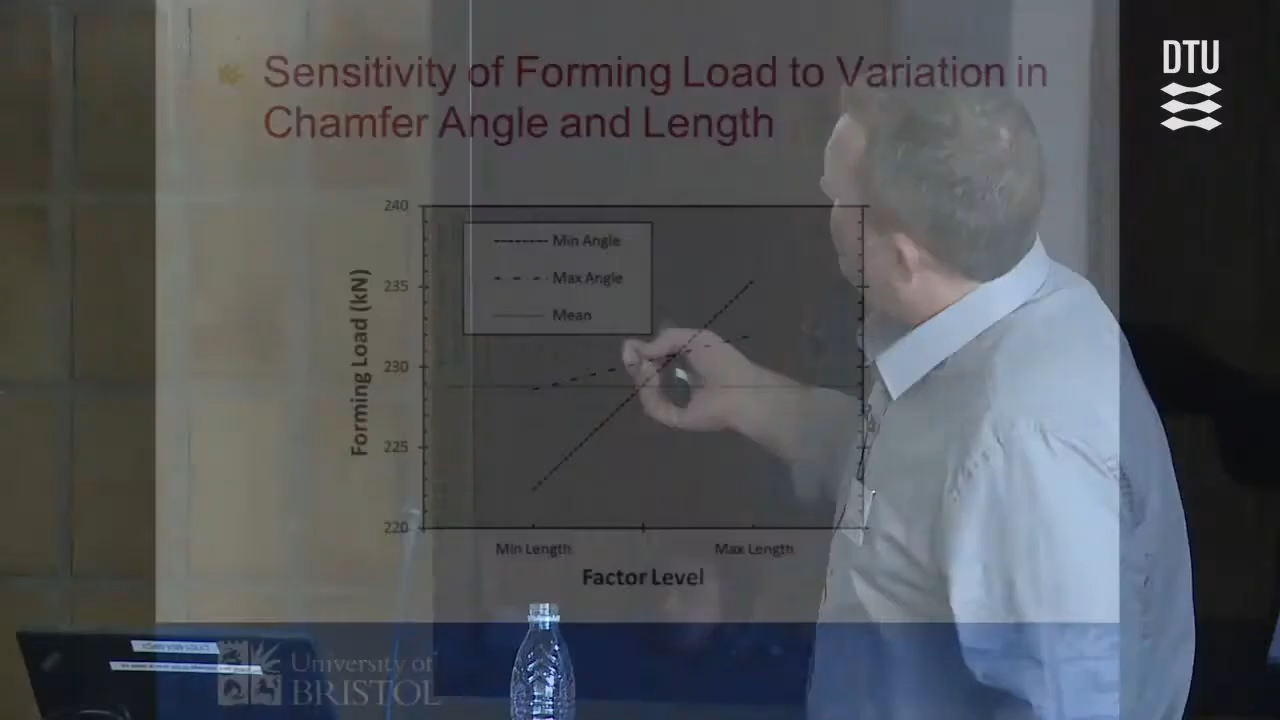 DTU
Sensitivity of Forming Load to Variation in
Chamfer Angle and Length
240
235
230
225
220
Forming Load (kN)
Min Angle
Max Angle
Mean
Min Length
Max Length
Factor Level
University of
BRISTOL